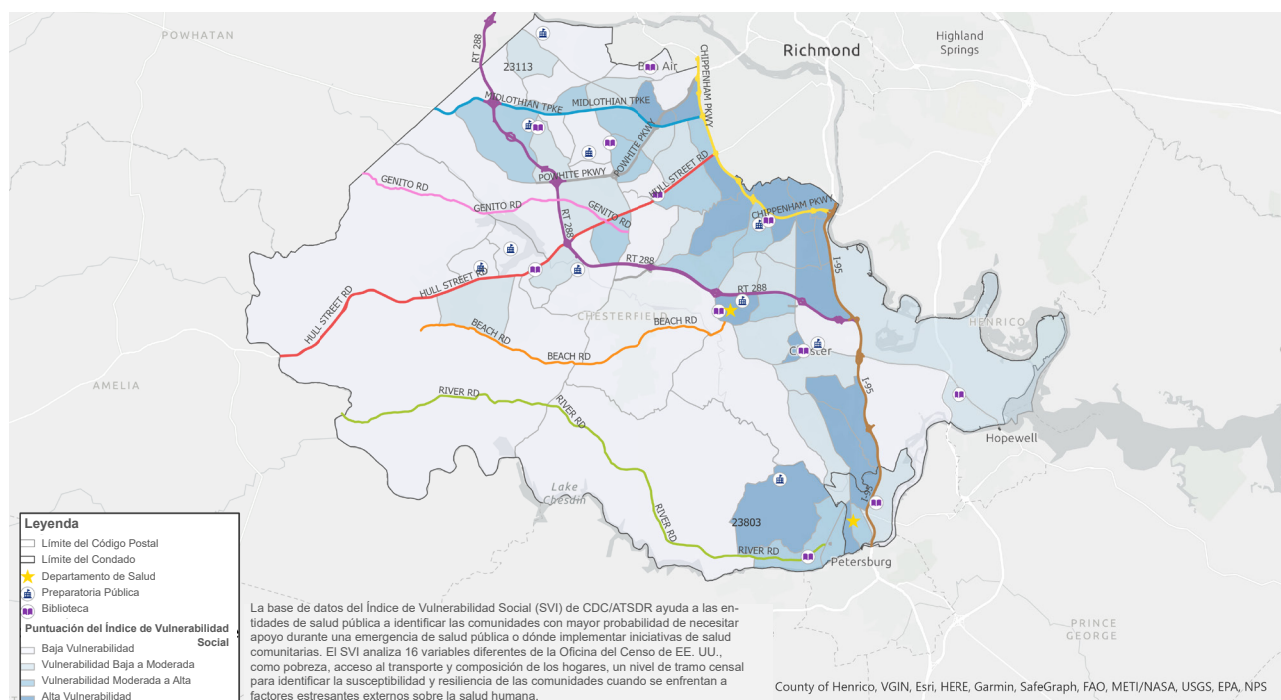 POWHATAN
Richmond
Highland
Springs
RT 288
23113
Bon Air
CHIPPENHAM PKWY
MIDLOTHIAN TPKE
MIDLOTHIAN TPKE
POWHITE PKWY
POWHITE PKWY
HULL STREET RD
GENITO RD
GENITO RD
GENITO RD
CHIPPENHAM PKWY
RT 288
I-95
RT 288
RT 288
HULL STREET RD
HULL STREET RD
CHESTERFIELD
BEACH RD
BEACH RD
BEACH RD
Chester
HENRICO
AMELIA
I-95
RIVER RD
RIVER RD
RIVER RD
RIVER RD
Hopewell
Lake
Chesdin
I-95
23803
Petersburg
PRINCE
GEORGE
Leyenda
Límite del Código Postal
Límite del Condado
Departamento de Salud
Preparatoria Pública
Biblioteca
Puntuación del Índice de Vulnerabilidad
Social
Baja Vulnerabilidad
Vulnerabilidad Baja a Moderada
Vulnerabilidad Moderada a Alta
Alta Vulnerabilidad
La base de datos del Índice de Vulnerabilidad Social (SVI) de CDC/ATSDR ayuda a las en-
tidades de salud pública a identificar las comunidades con mayor probabilidad de necesitar
apoyo durante una emergencia de salud pública o dónde implementar iniciativas de salud
comunitarias. El SVI analiza 16 variables diferentes de la Oficina del Censo de EE. UU.,
como pobreza, acceso al transporte y composición de los hogares, un nivel de tramo censal
para identificar la susceptibilidad y resiliencia de las comunidades cuando se enfrentan a
factores estresantes externos sobre la salud humana.
County of Henrico, VGIN, Esri, HERE, Garmin, SafeGraph, FAO, METI/NASA, USGS, EPA, NPS